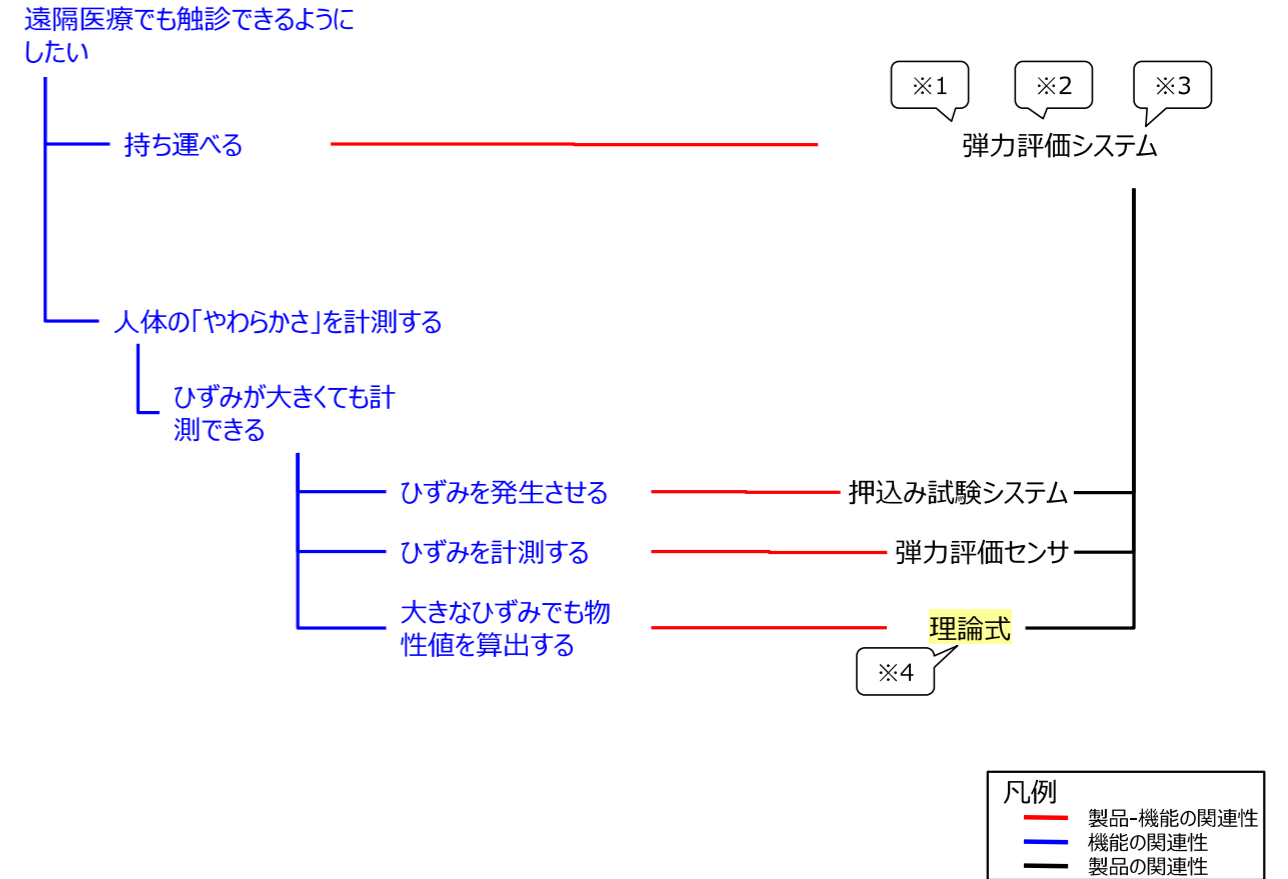 遠隔医療でも触診できるように
したい
※1
※2
※3
持ち運べる
弾力評価システム
人体の「やわらかさ」を計測する
ひずみが大きくても計
測できる
ひずみを発生させる
押込み試験システム
ひずみを計測する
弾力評価センサ
大きなひずみでも物
性値を算出する
理論式
※4
凡例
製品-機能の関連性
機能の関連性
製品の関連性